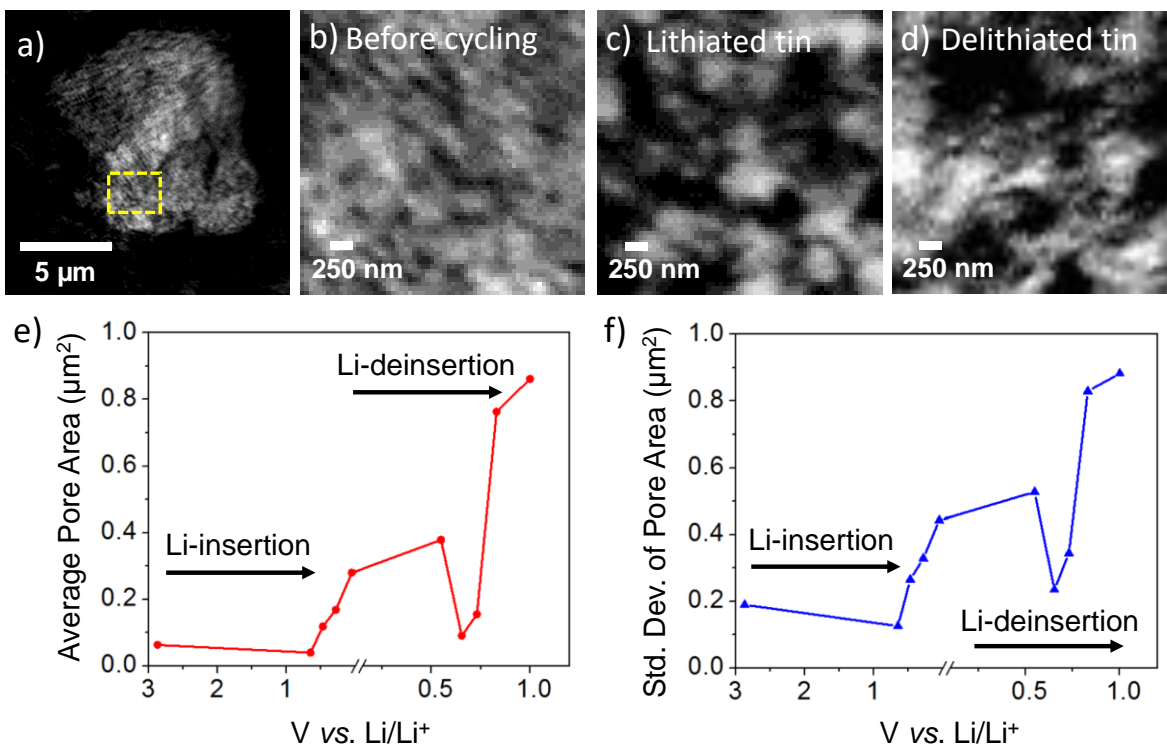 a)
5 µm
b) Before cycling
250 nm
c) Lithiated tin
250 nm
d) Delithiated tin
250 nm
e)
Average Pore Area (µm²)
1.0
0.8
0.6
0.4
0.2
0.0
Li-deinsertion
Li-insertion
3 2 1 0.5 1.0
V vs. Li/Li⁺
f)
Std. Dev. of Pore Area (µm²)
1.0
0.8
0.6
0.4
0.2
0.0
Li-insertion
Li-deinsertion
3 2 1 0.5 1.0
V vs. Li/Li⁺